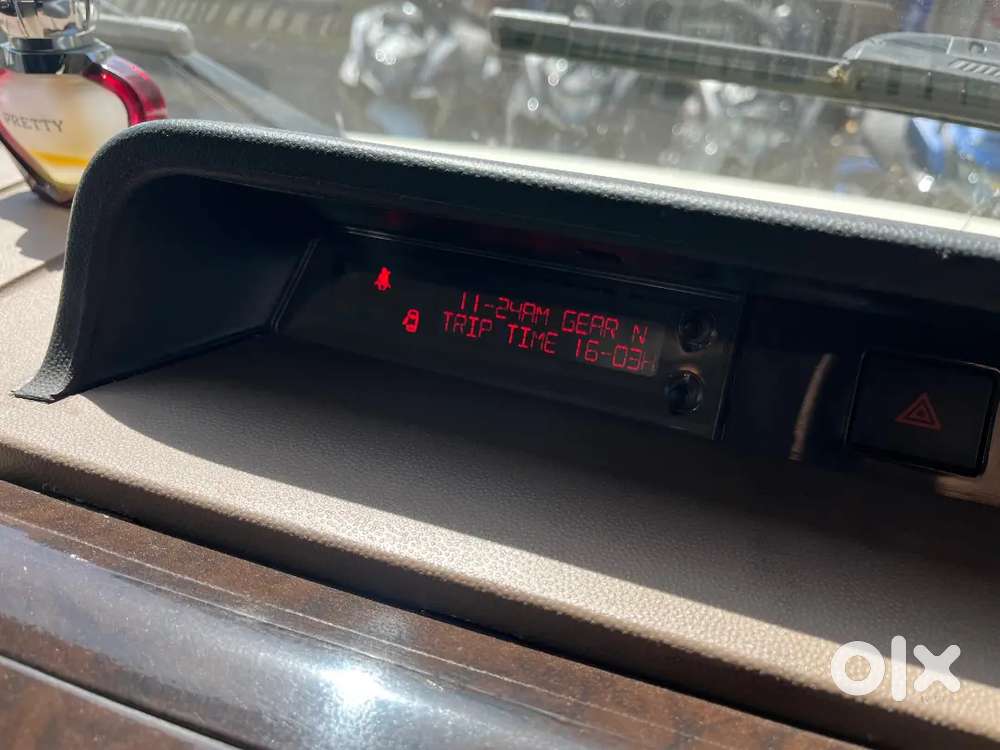 PRETTY
11-24AM GEAR N
TRIP TIME 16-03H
olx